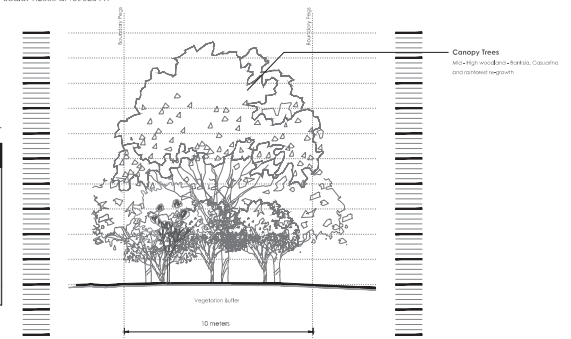 Boundary Pegs
Boundary Pegs
Canopy Trees
Mid - High woodland - Banksia, Casuarina
and rainforest re-growth
Vegetation Buffer
10 meters